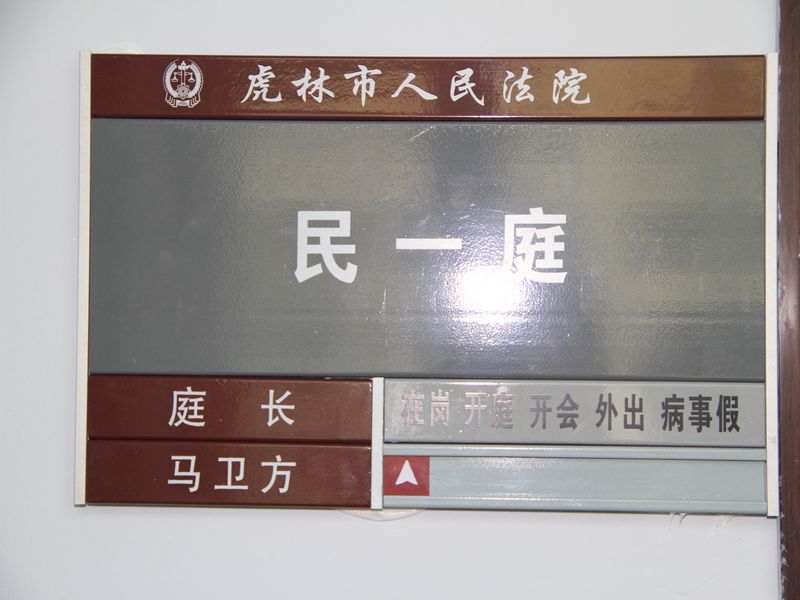 虎林市人民法院
民一庭
庭 长
在岗 开庭 开会 外出 病事假
马卫方